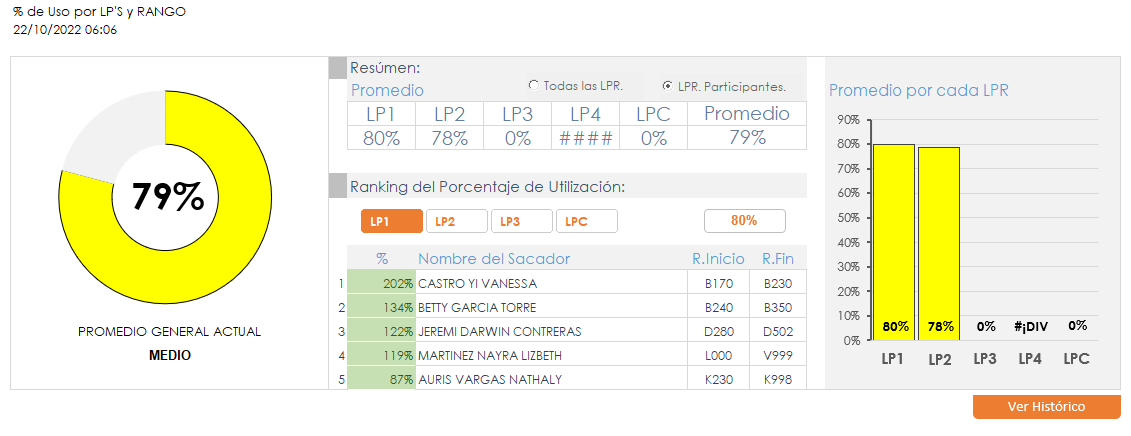 % de Uso por LP'S y RANGO
22/10/2022 06:06
79%
PROMEDIO GENERAL ACTUAL
MEDIO
Resúmen:
Promedio
Todas las LPR.
LPR. Participantes.
LP1 LP2 LP3 LP4 LPC Promedio
80% 78% 0% #### 0% 79%
Ranking del Porcentaje de Utilización:
LP1 LP2 LP3 LPC 80%
% Nombre del Sacador R.Inicio R.Fin
1 202% CASTRO YI VANESSA B170 B230
2 134% BETTY GARCIA TORRE B240 B350
3 122% JEREMI DARWIN CONTRERAS D280 D502
4 119% MARTINEZ NAYRA LIZBETH L000 V999
5 87% AURIS VARGAS NATHALY K230 K998
Promedio por cada LPR
90%
80%
70%
60%
50%
40%
30%
20%
10%
0%
80% 78% 0% #¡DIV 0%
LP1 LP2 LP3 LP4 LPC
Ver Histórico